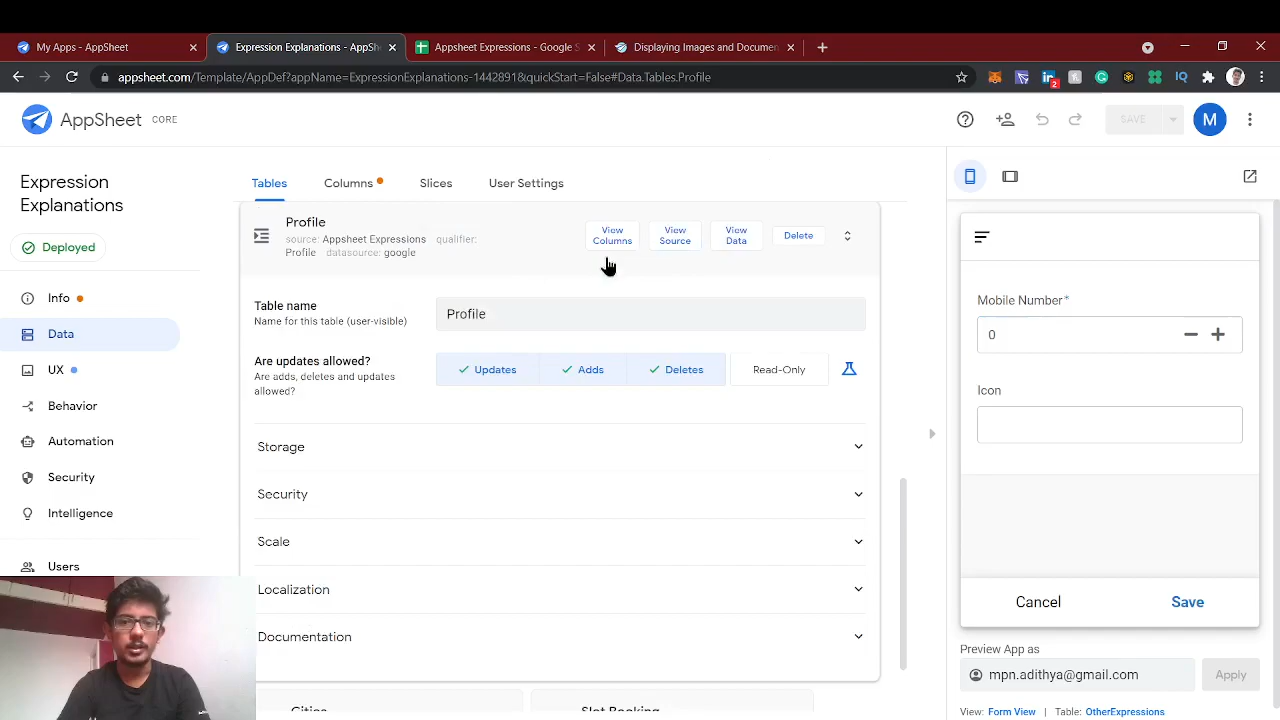 My Apps - AppSheet
Expression Explanations - AppSh
Appsheet Expressions - Google S
Displaying Images and Documen
appsheet.com/Template/AppDef?appName=ExpressionExplanations-1442891&quickStart=False#Data.Tables.Profile
AppSheet CORE
SAVE
M
Expression
Explanations
Deployed
Info
Data
UX
Behavior
Automation
Security
Intelligence
Users
Tables
Columns
Slices
User Settings
Profile
source: Appsheet Expressions qualifier:
Profile datasource: google
View
Columns
View
Source
View
Data
Delete
Table name
Name for this table (user-visible)
Profile
Are updates allowed?
Are adds, deletes and updates
allowed?
Updates
Adds
Deletes
Read-Only
Storage
Security
Scale
Localization
Documentation
Cities
Slot Booking
Mobile Number*
0
Icon
Cancel
Save
Preview App as
mpn.adithya@gmail.com
Apply
View: Form View | Table: OtherExpressions